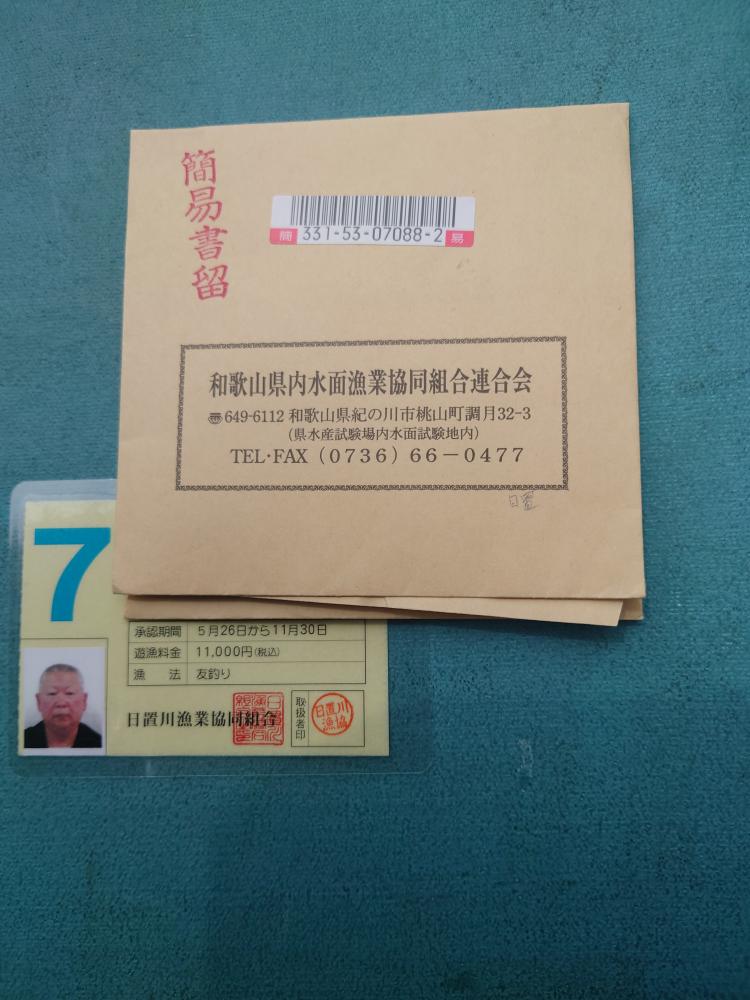 簡易書留
簡 331-53-07088-2 易
和歌山県内水面漁業協同組合連合会
〠649-6112 和歌山県紀の川市桃山町調月32-3
(県水産試験場内水面試験地内)
TEL・FAX (0736) 66-0477
日置
7
承認期間 5月26日から11月30日
遊漁料金 11,000円(税込)
漁 法 友釣り
日置川漁業協同組合
取扱者印
日置川漁協